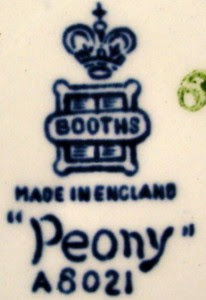 BOOTHS
MADE IN ENGLAND
"Peony"
A8021